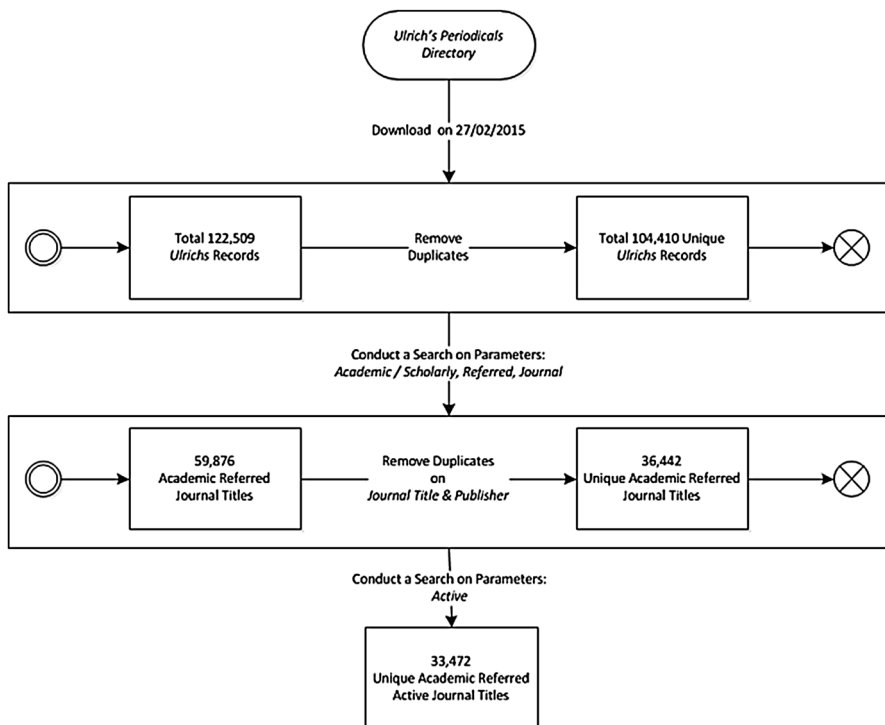 Ulrich's Periodicals
Directory
Download on 27/02/2015
Total 122,509
Ulrichs Records
Remove
Duplicates
Total 104,410 Unique
Ulrichs Records
Conduct a Search on Parameters:
Academic / Scholarly, Referred, Journal
59,876
Academic Referred
Journal Titles
Remove Duplicates
on
Journal Title & Publisher
36,442
Unique Academic Referred
Journal Titles
Conduct a Search on Parameters:
Active
33,472
Unique Academic Referred
Active Journal Titles